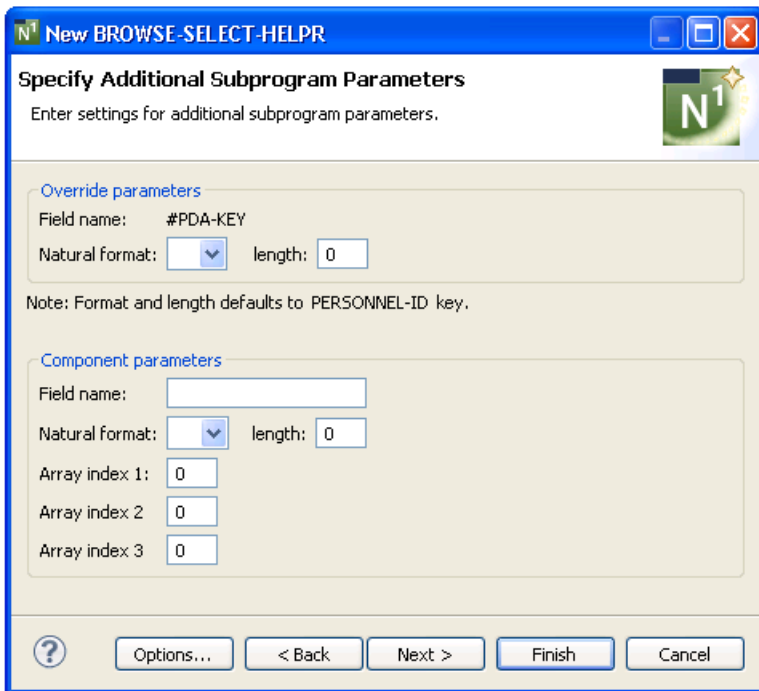 N1 New BROWSE-SELECT-HELPR
Specify Additional Subprogram Parameters
Enter settings for additional subprogram parameters.
N1
Override parameters
Field name: #PDA-KEY
Natural format: length: 0
Note: Format and length defaults to PERSONNEL-ID key.
Component parameters
Field name:
Natural format: length: 0
Array index 1: 0
Array index 2 0
Array index 3 0
? Options... < Back Next > Finish Cancel